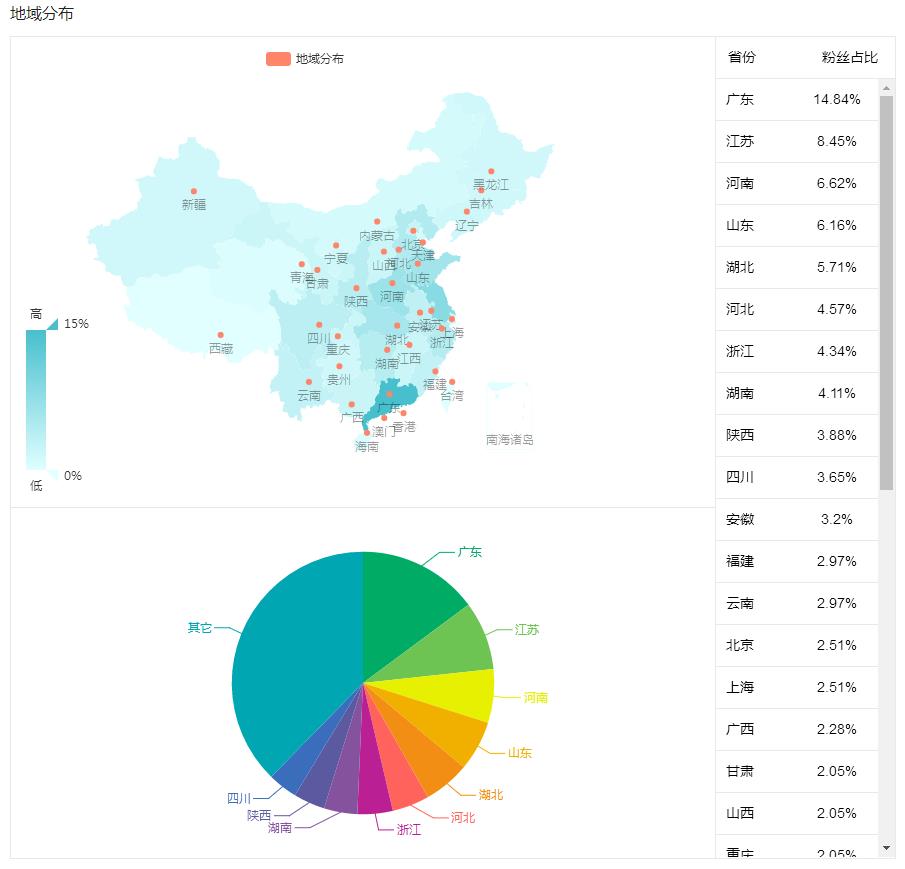 地域分布
地域分布
黑龙江
新疆
吉林
辽宁
内蒙古
北京
天津
宁夏
山西
河北
青海
甘肃
山东
陕西
河南
高
15%
安徽
江苏
上海
四川
湖北
浙江
西藏
重庆
湖南
江西
贵州
福建
云南
台湾
广东
广西
香港
澳门
南海诸岛
海南
0%
低
广东
其它
江苏
河南
山东
四川
湖北
陕西
河北
湖南
浙江
省份 粉丝占比
广东 14.84%
江苏 8.45%
河南 6.62%
山东 6.16%
湖北 5.71%
河北 4.57%
浙江 4.34%
湖南 4.11%
陕西 3.88%
四川 3.65%
安徽 3.2%
福建 2.97%
云南 2.97%
北京 2.51%
上海 2.51%
广西 2.28%
甘肃 2.05%
山西 2.05%
重庆 2.05%